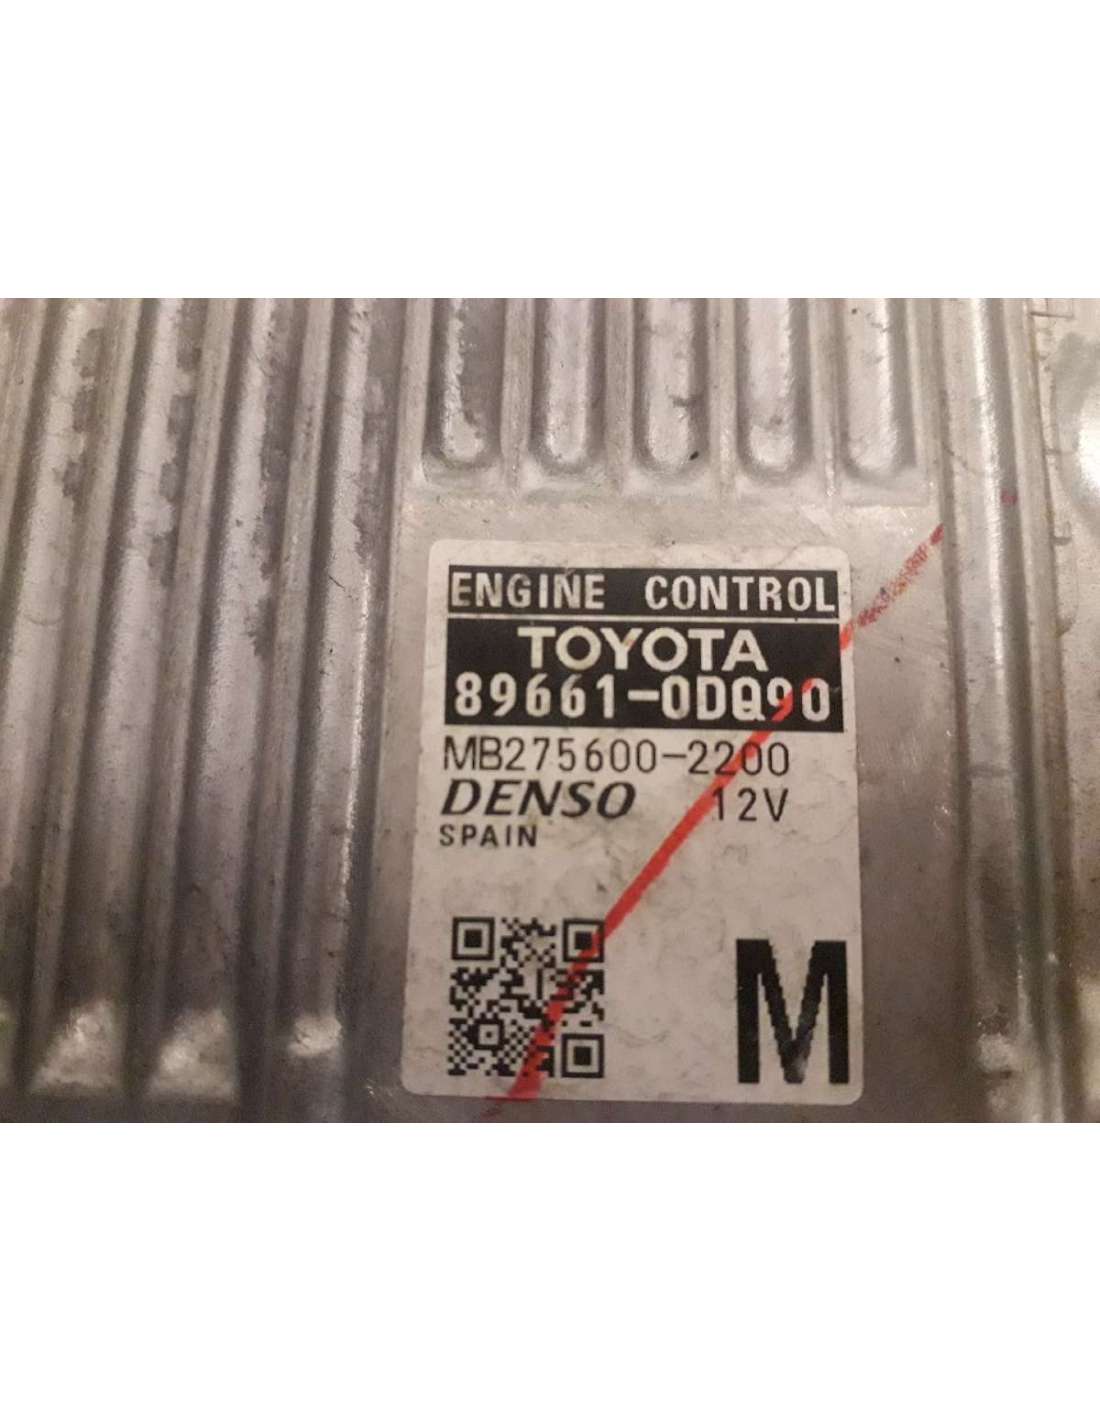 ENGINE CONTROL
TOYOTA
89661-0DQ90
MB275600-2200
DENSO 12V
SPAIN
M